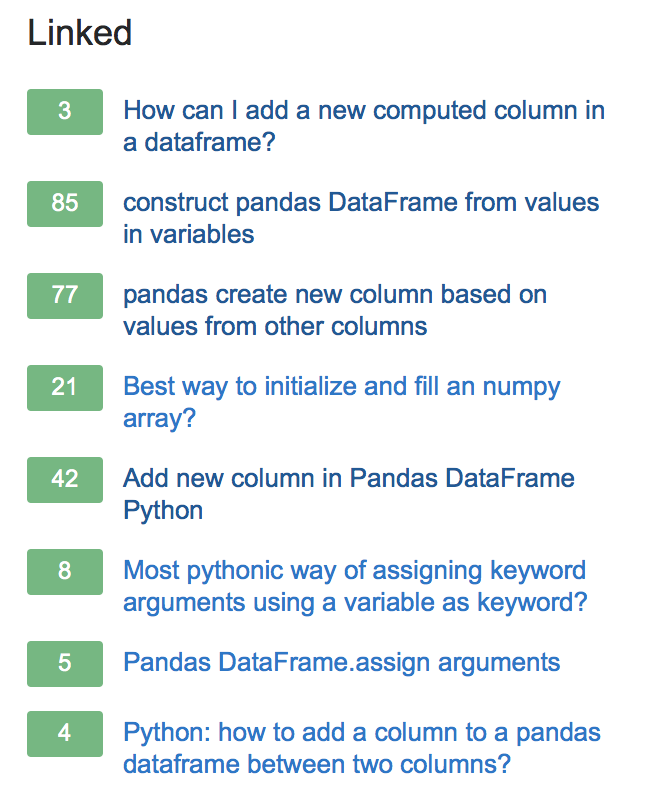 Linked
3
How can I add a new computed column in
a dataframe?
85
construct pandas DataFrame from values
in variables
77
pandas create new column based on
values from other columns
21
Best way to initialize and fill an numpy
array?
42
Add new column in Pandas DataFrame
Python
8
Most pythonic way of assigning keyword
arguments using a variable as keyword?
5
Pandas DataFrame.assign arguments
4
Python: how to add a column to a pandas
dataframe between two columns?